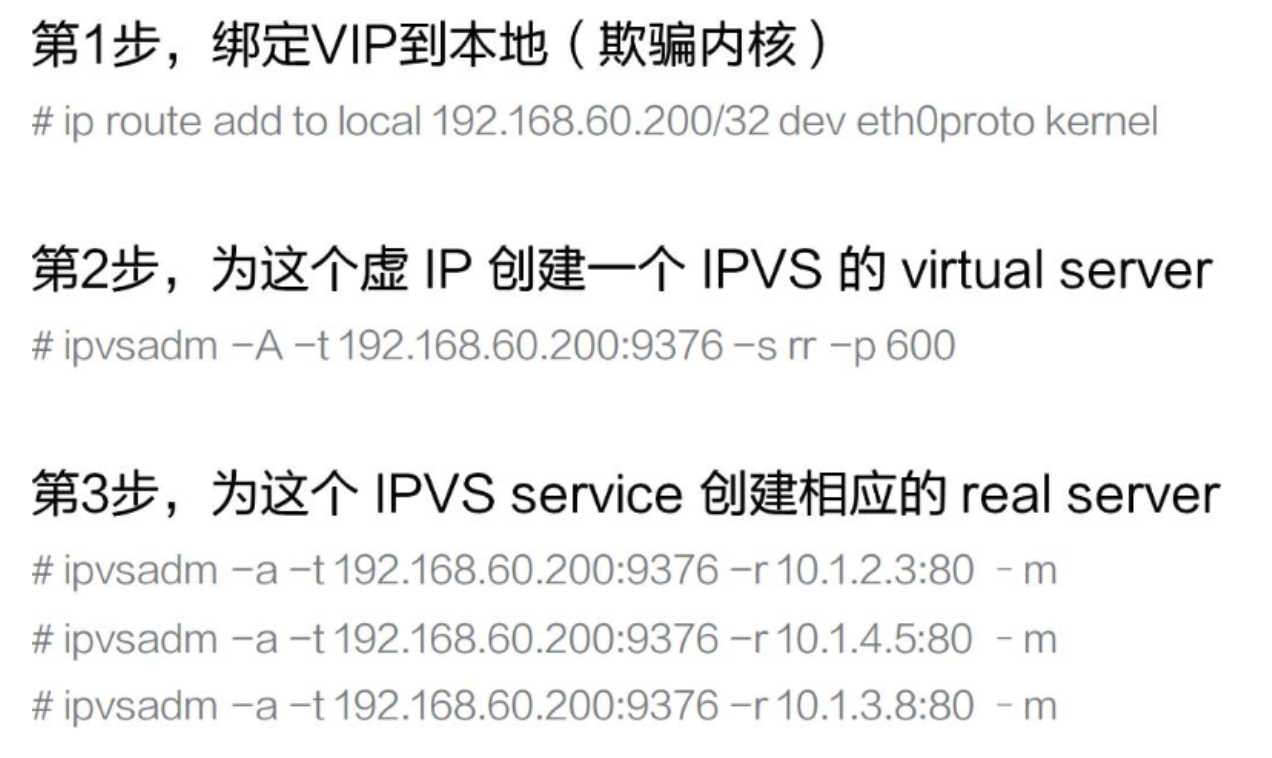 第1步，绑定VIP到本地（欺骗内核）
# ip route add to local 192.168.60.200/32 dev eth0proto kernel
第2步，为这个虚 IP 创建一个 IPVS 的 virtual server
# ipvsadm –A –t 192.168.60.200:9376 –s rr –p 600
第3步，为这个 IPVS service 创建相应的 real server
# ipvsadm –a –t 192.168.60.200:9376 –r 10.1.2.3:80 – m
# ipvsadm –a –t 192.168.60.200:9376 –r 10.1.4.5:80 – m
# ipvsadm –a –t 192.168.60.200:9376 –r 10.1.3.8:80 – m